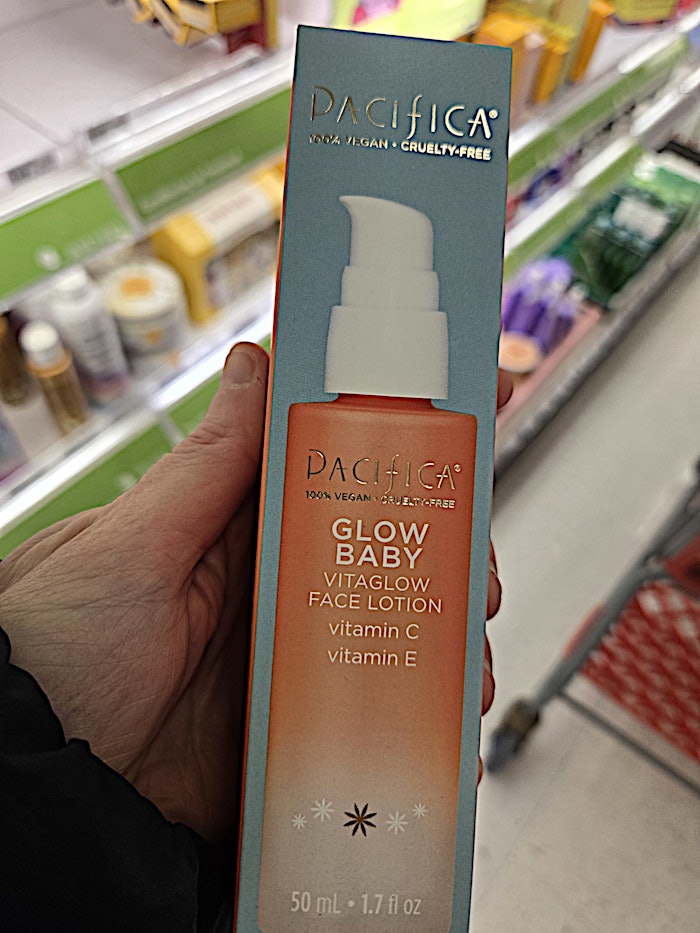 PACIFICA®
100% VEGAN • CRUELTY-FREE
PACIFICA®
100% VEGAN • CRUELTY-FREE
GLOW
BABY
VITAGLOW
FACE LOTION
vitamin C
vitamin E
50 mL • 1.7 fl oz